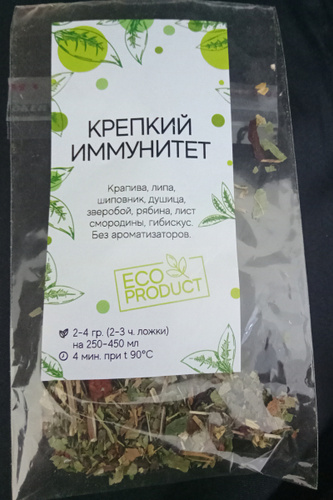 КРЕПКИЙ
ИММУНИТЕТ
Крапива, липа,
шиповник, душица,
зверобой, рябина, лист
смородины, гибискус.
Без ароматизаторов.
ECO
PRODUCT
2-4 гр. (2-3 ч. ложки)
на 250-450 мл
4 мин. при t 90°C